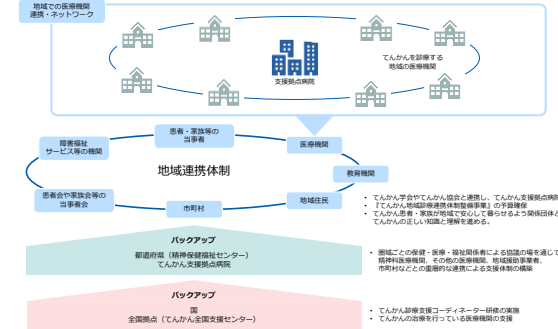 地域での医療機関
連携・ネットワーク
てんかんを診療する
地域の医療機関
支援拠点病院
患者・家族等の
当事者
障害福祉
サービス等の機関
医療機関
地域連携体制
教育機関
患者会や家族会等の
当事者会
地域住民
市町村
• てんかん学会やてんかん協会と連携し、てんかん支援拠点病院
• 『てんかん地域診療連携体制整備事業』の予算確保
• てんかん患者・家族が地域で安心して暮らせるよう関係団体と
てんかんの正しい知識と理解を進める。
バックアップ
都道府県（精神保健福祉センター）
てんかん支援拠点病院
• 圏域ごとの保健・医療・福祉関係者による協議の場を通じて
精神科医療機関、その他の医療機関、地域援助事業者、
市町村などとの重層的な連携による支援体制の構築
バックアップ
国
全国拠点（てんかん全国支援センター）
• てんかん診療支援コーディネーター研修の実施
• てんかんの治療を行っている医療機関の支援